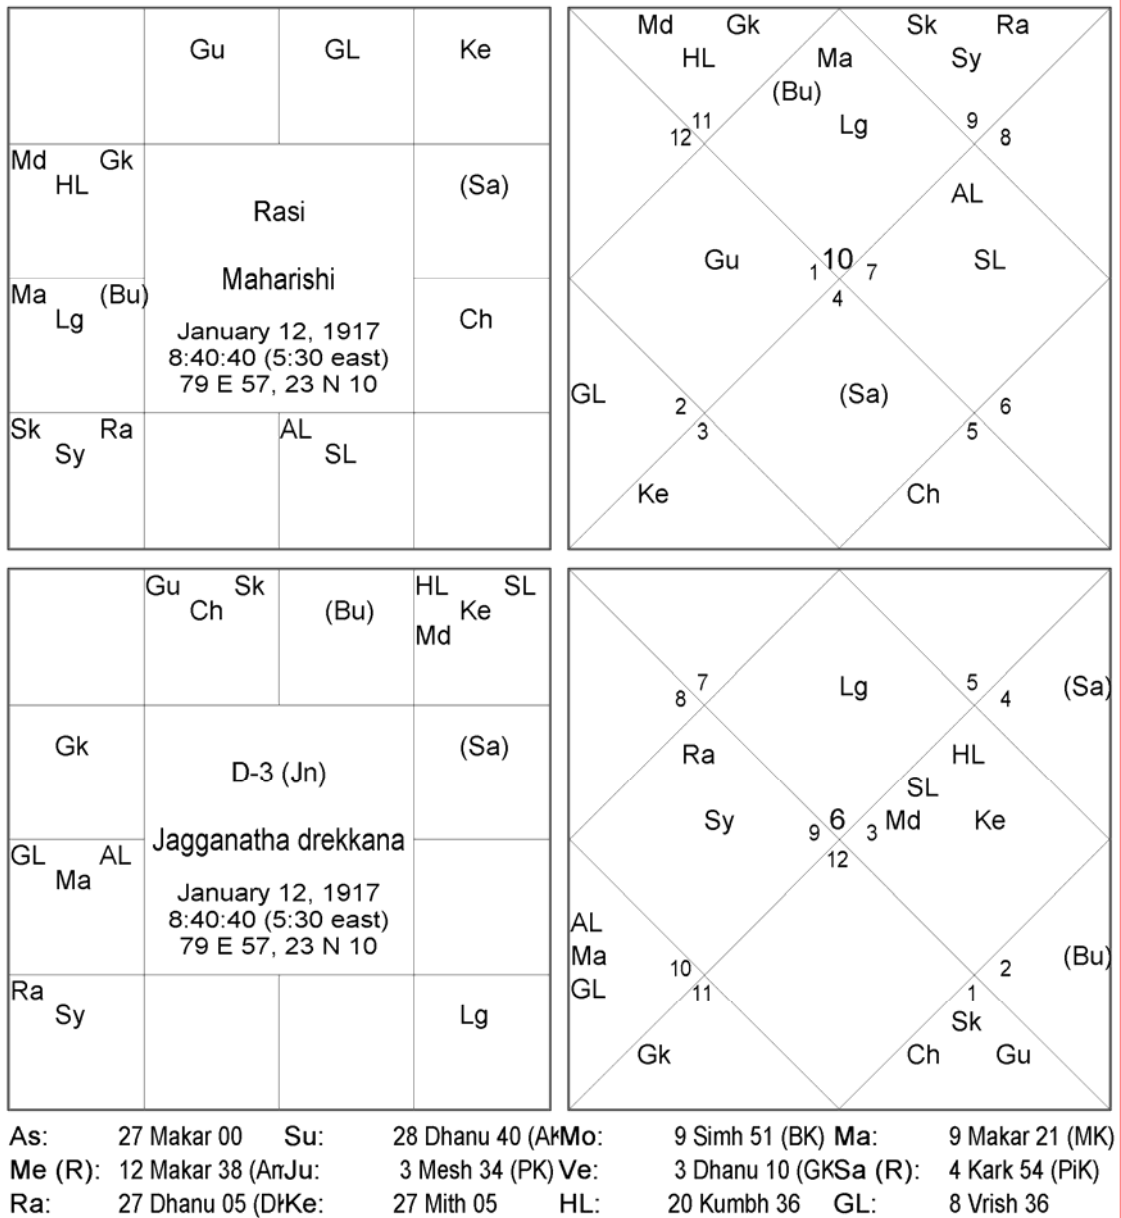 Gu GL Ke
Md Gk
HL
(Sa)
Rasi
Maharishi
January 12, 1917
8:40:40 (5:30 east)
79 E 57, 23 N 10
Ma (Bu)
Lg
Ch
Sk Ra
Sy
AL
SL
Md Gk
HL
Ma
(Bu)
Lg
Sk Ra
Sy
11
12
9
8
AL
Gu
SL
10
1 7
4
GL
(Sa)
2
3
6
5
Ke
Ch
Gu Sk
Ch
(Bu)
HL SL
Ke
Md
Gk
(Sa)
D-3 (Jn)
Jagganatha drekkana
January 12, 1917
8:40:40 (5:30 east)
79 E 57, 23 N 10
GL AL
Ma
Ra
Sy
Lg
7
8
Lg
5
4
(Sa)
Ra
Sy
HL
SL
Md Ke
6
9 3
12
AL
Ma
GL
10
11
2
1
(Bu)
Gk
Sk
Ch Gu
As: 27 Makar 00 Su: 28 Dhanu 40 (AK Mo: 9 Simh 51 (BK) Ma: 9 Makar 21 (MK)
Me (R): 12 Makar 38 (Am Ju: 3 Mesh 34 (PK) Ve: 3 Dhanu 10 (GK Sa (R): 4 Kark 54 (PiK)
Ra: 27 Dhanu 05 (DK Ke: 27 Mith 05 HL: 20 Kumbh 36 GL: 8 Vrish 36